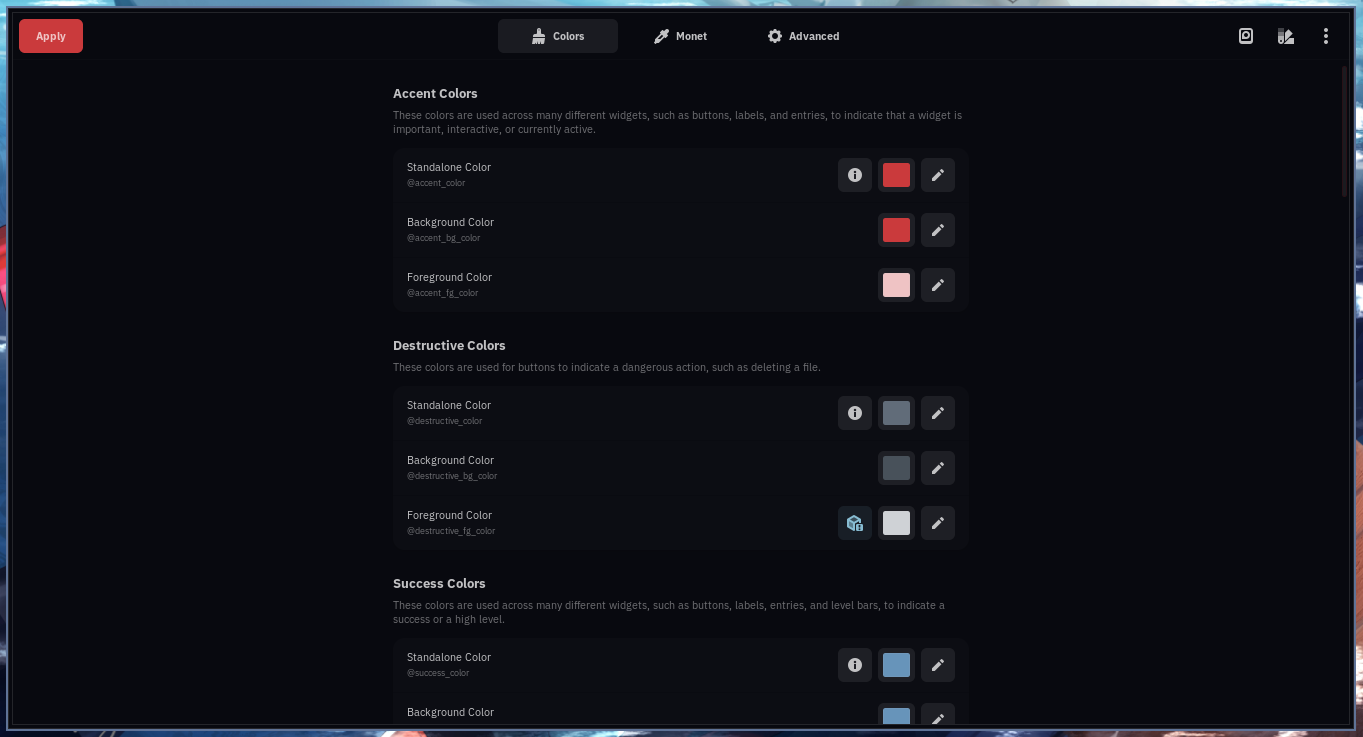 Apply
Colors
Monet
Advanced
Accent Colors
These colors are used across many different widgets, such as buttons, labels, and entries, to indicate that a widget is
important, interactive, or currently active.
Standalone Color
@accent_color
Background Color
@accent_bg_color
Foreground Color
@accent_fg_color
Destructive Colors
These colors are used for buttons to indicate a dangerous action, such as deleting a file.
Standalone Color
@destructive_color
Background Color
@destructive_bg_color
Foreground Color
@destructive_fg_color
Success Colors
These colors are used across many different widgets, such as buttons, labels, entries, and level bars, to indicate a
success or a high level.
Standalone Color
@success_color
Background Color